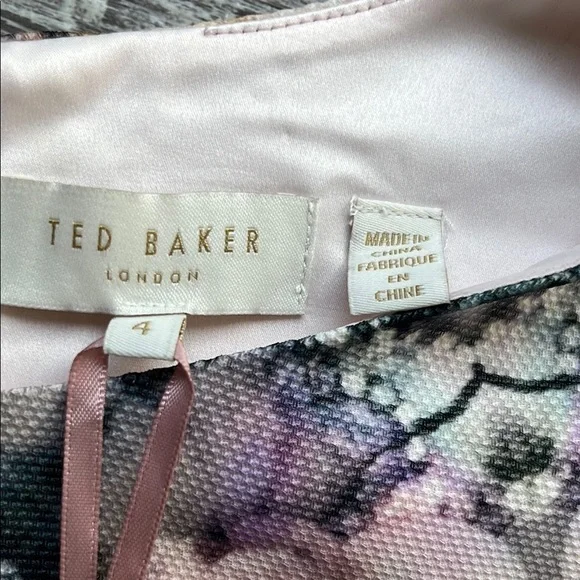 TED BAKER
LONDON
4
MADE IN
CHINA
FABRIQUE
EN
CHINE